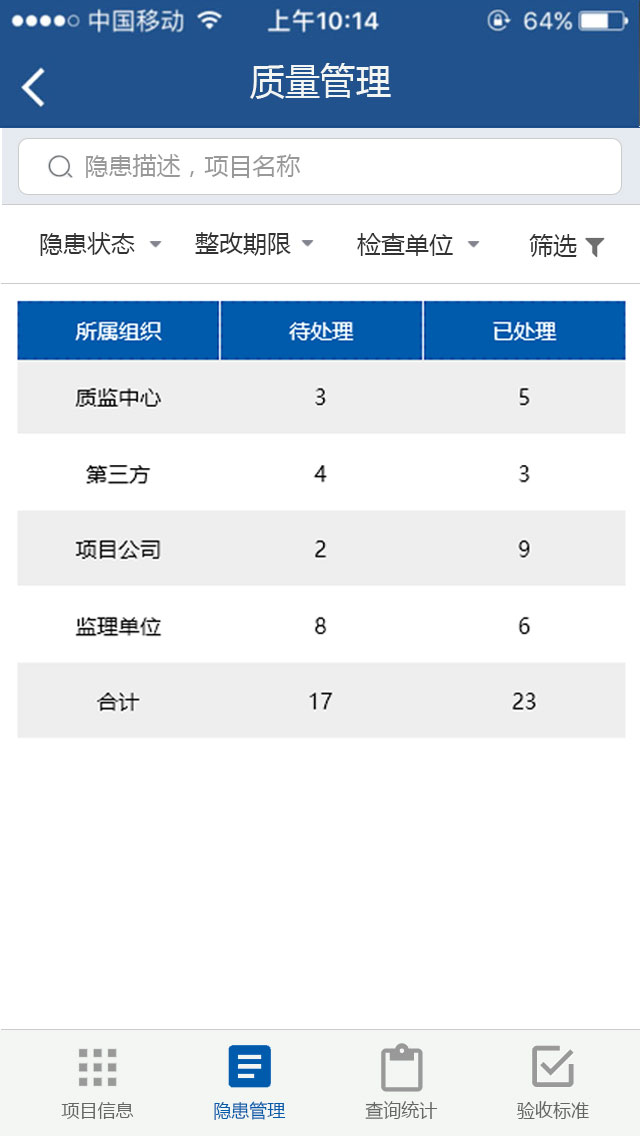 中国移动 上午10:14 64%
质量管理
隐患描述，项目名称
隐患状态 整改期限 检查单位 筛选
所属组织 待处理 已处理
质监中心 3 5
第三方 4 3
项目公司 2 9
监理单位 8 6
合计 17 23
项目信息 隐患管理 查询统计 验收标准